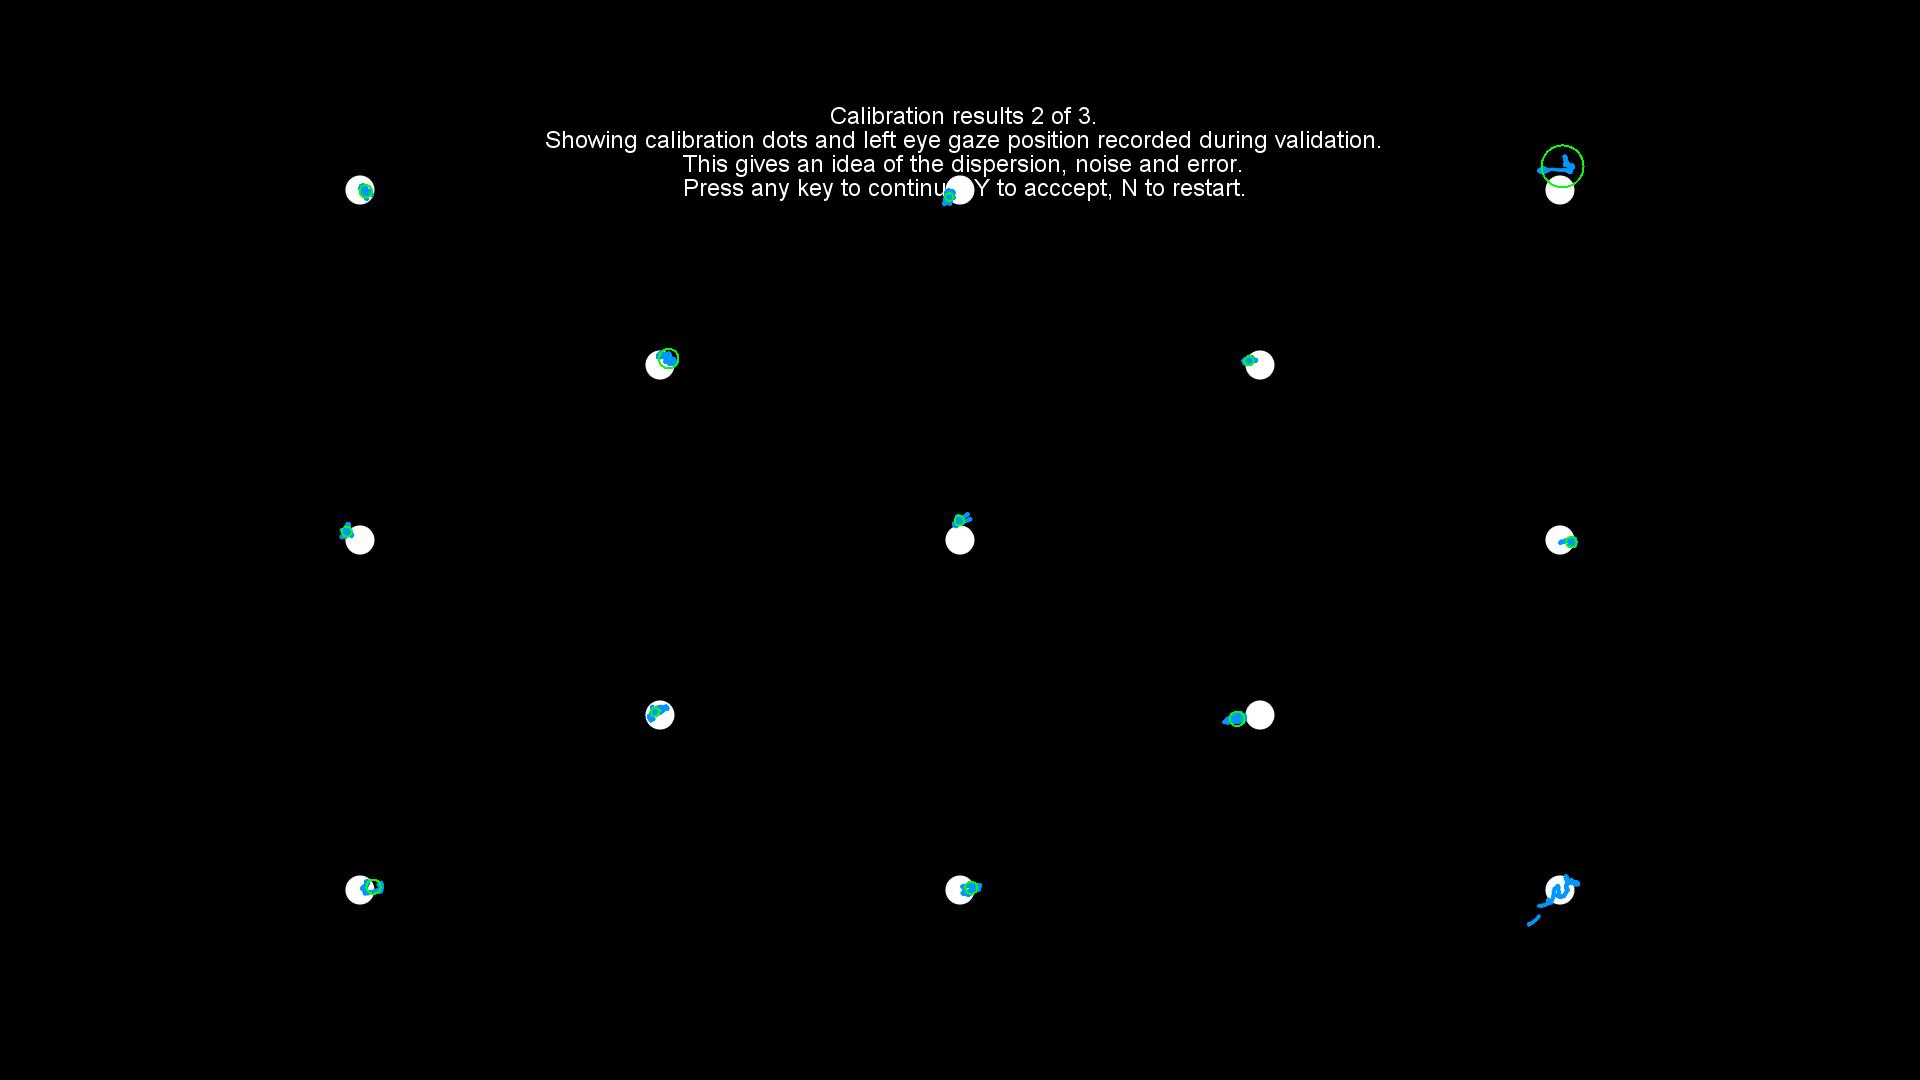 Calibration results 2 of 3.
Showing calibration dots and left eye gaze position recorded during validation.
This gives an idea of the dispersion, noise and error.
Press any key to continu Y to acccept, N to restart.